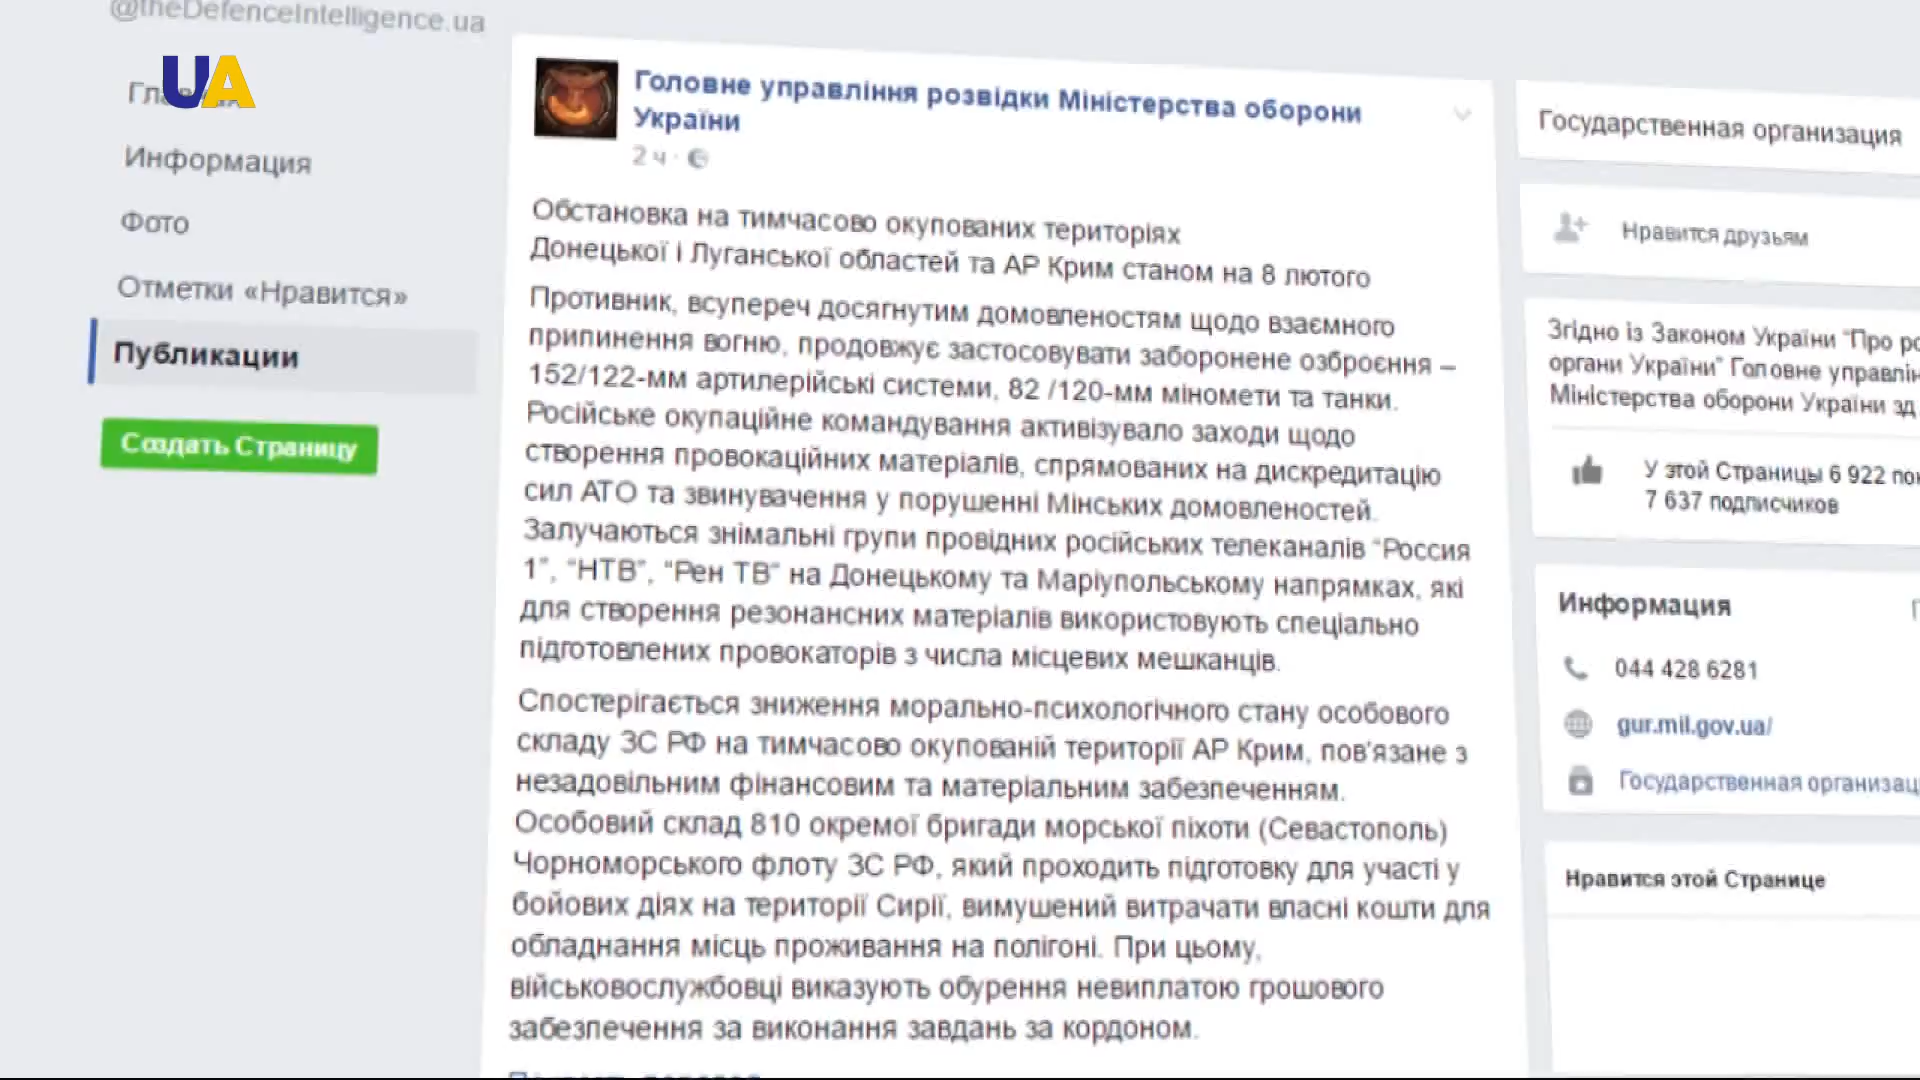 @theDefenceIntelligence.ua
UA
Информация
Фото
Отметки «Нравится»
Публикации
Создать Страницу
Головне управління розвідки Міністерства оборони
України
2 ч ·
Обстановка на тимчасово окупованих територіях
Донецької і Луганської областей та АР Крим станом на 8 лютого
Противник, всупереч досягнутим домовленостям щодо взаємного
припинення вогню, продовжує застосовувати заборонене озброєння –
152/122-мм артилерійські системи, 82 /120-мм міномети та танки.
Російське окупаційне командування активізувало заходи щодо
створення провокаційних матеріалів, спрямованих на дискредитацію
сил АТО та звинувачення у порушенні Мінських домовленостей.
Залучаються знімальні групи провідних російських телеканалів “Россия
1”, “НТВ”, “Рен ТВ” на Донецькому та Маріупольському напрямках, які
для створення резонансних матеріалів використовують спеціально
підготовлених провокаторів з числа місцевих мешканців.
Спостерігається зниження морально-психологічного стану особового
складу ЗС РФ на тимчасово окупованій території АР Крим, пов'язане з
незадовільним фінансовим та матеріальним забезпеченням.
Особовий склад 810 окремої бригади морської піхоти (Севастополь)
Чорноморського флоту ЗС РФ, який проходить підготовку для участі у
бойових діях на території Сирії, вимушений витрачати власні кошти для
обладнання місць проживання на полігоні. При цьому,
військовослужбовці виказують обурення невиплатою грошового
забезпечення за виконання завдань за кордоном.
Государственная организация
Нравится друзьям
Згідно із Законом України “Про ро
органи України” Головне управлін
Міністерства оборони України зд
У этой Страницы 6 922 по
7 637 подписчиков
Информация
044 428 6281
gur.mil.gov.ua/
Государственная организац
Нравится этой Странице